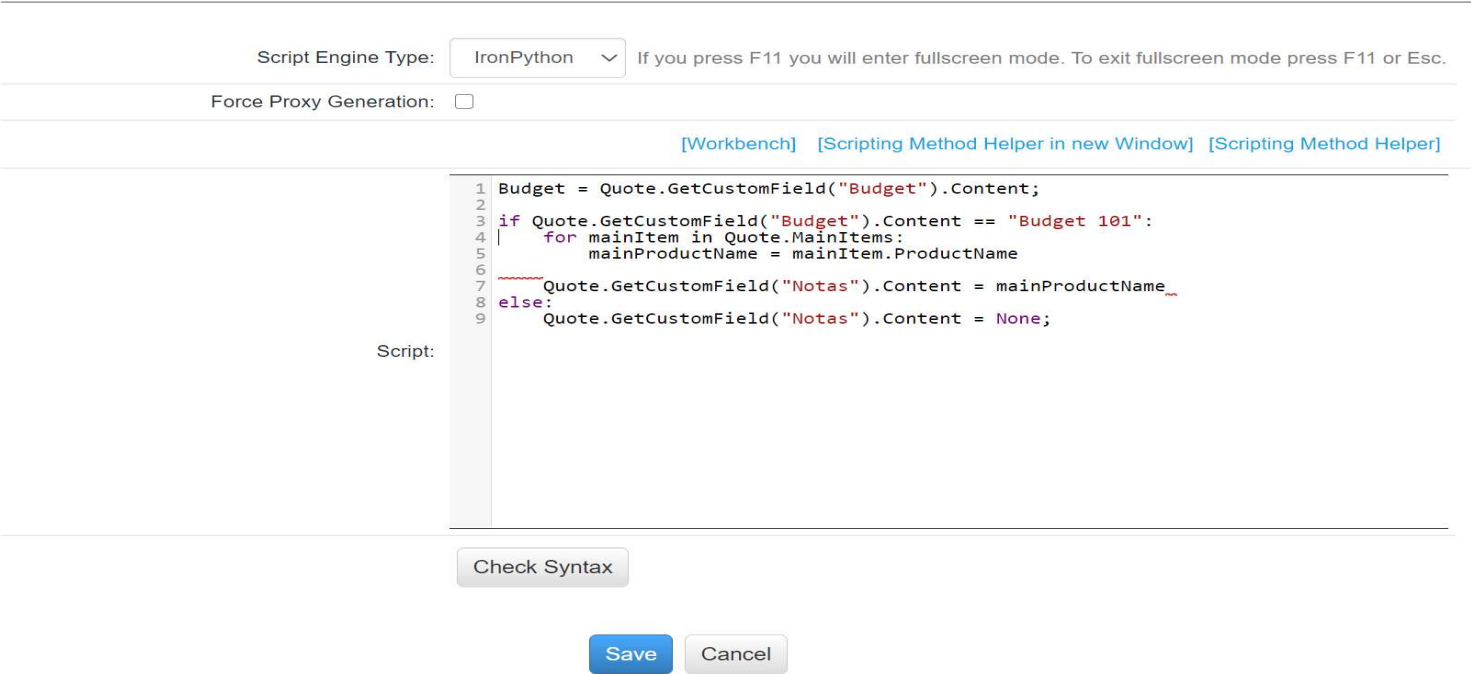 Script Engine Type: IronPython If you press F11 you will enter fullscreen mode. To exit fullscreen mode press F11 or Esc.
Force Proxy Generation:
[Workbench] [Scripting Method Helper in new Window] [Scripting Method Helper]
Script:
1 Budget = Quote.GetCustomField("Budget").Content;
2
3 if Quote.GetCustomField("Budget").Content == "Budget 101":
4     for mainItem in Quote.MainItems:
5         mainProductName = mainItem.ProductName
6
7     Quote.GetCustomField("Notas").Content = mainProductName
8 else:
9     Quote.GetCustomField("Notas").Content = None;
Check Syntax
Save Cancel